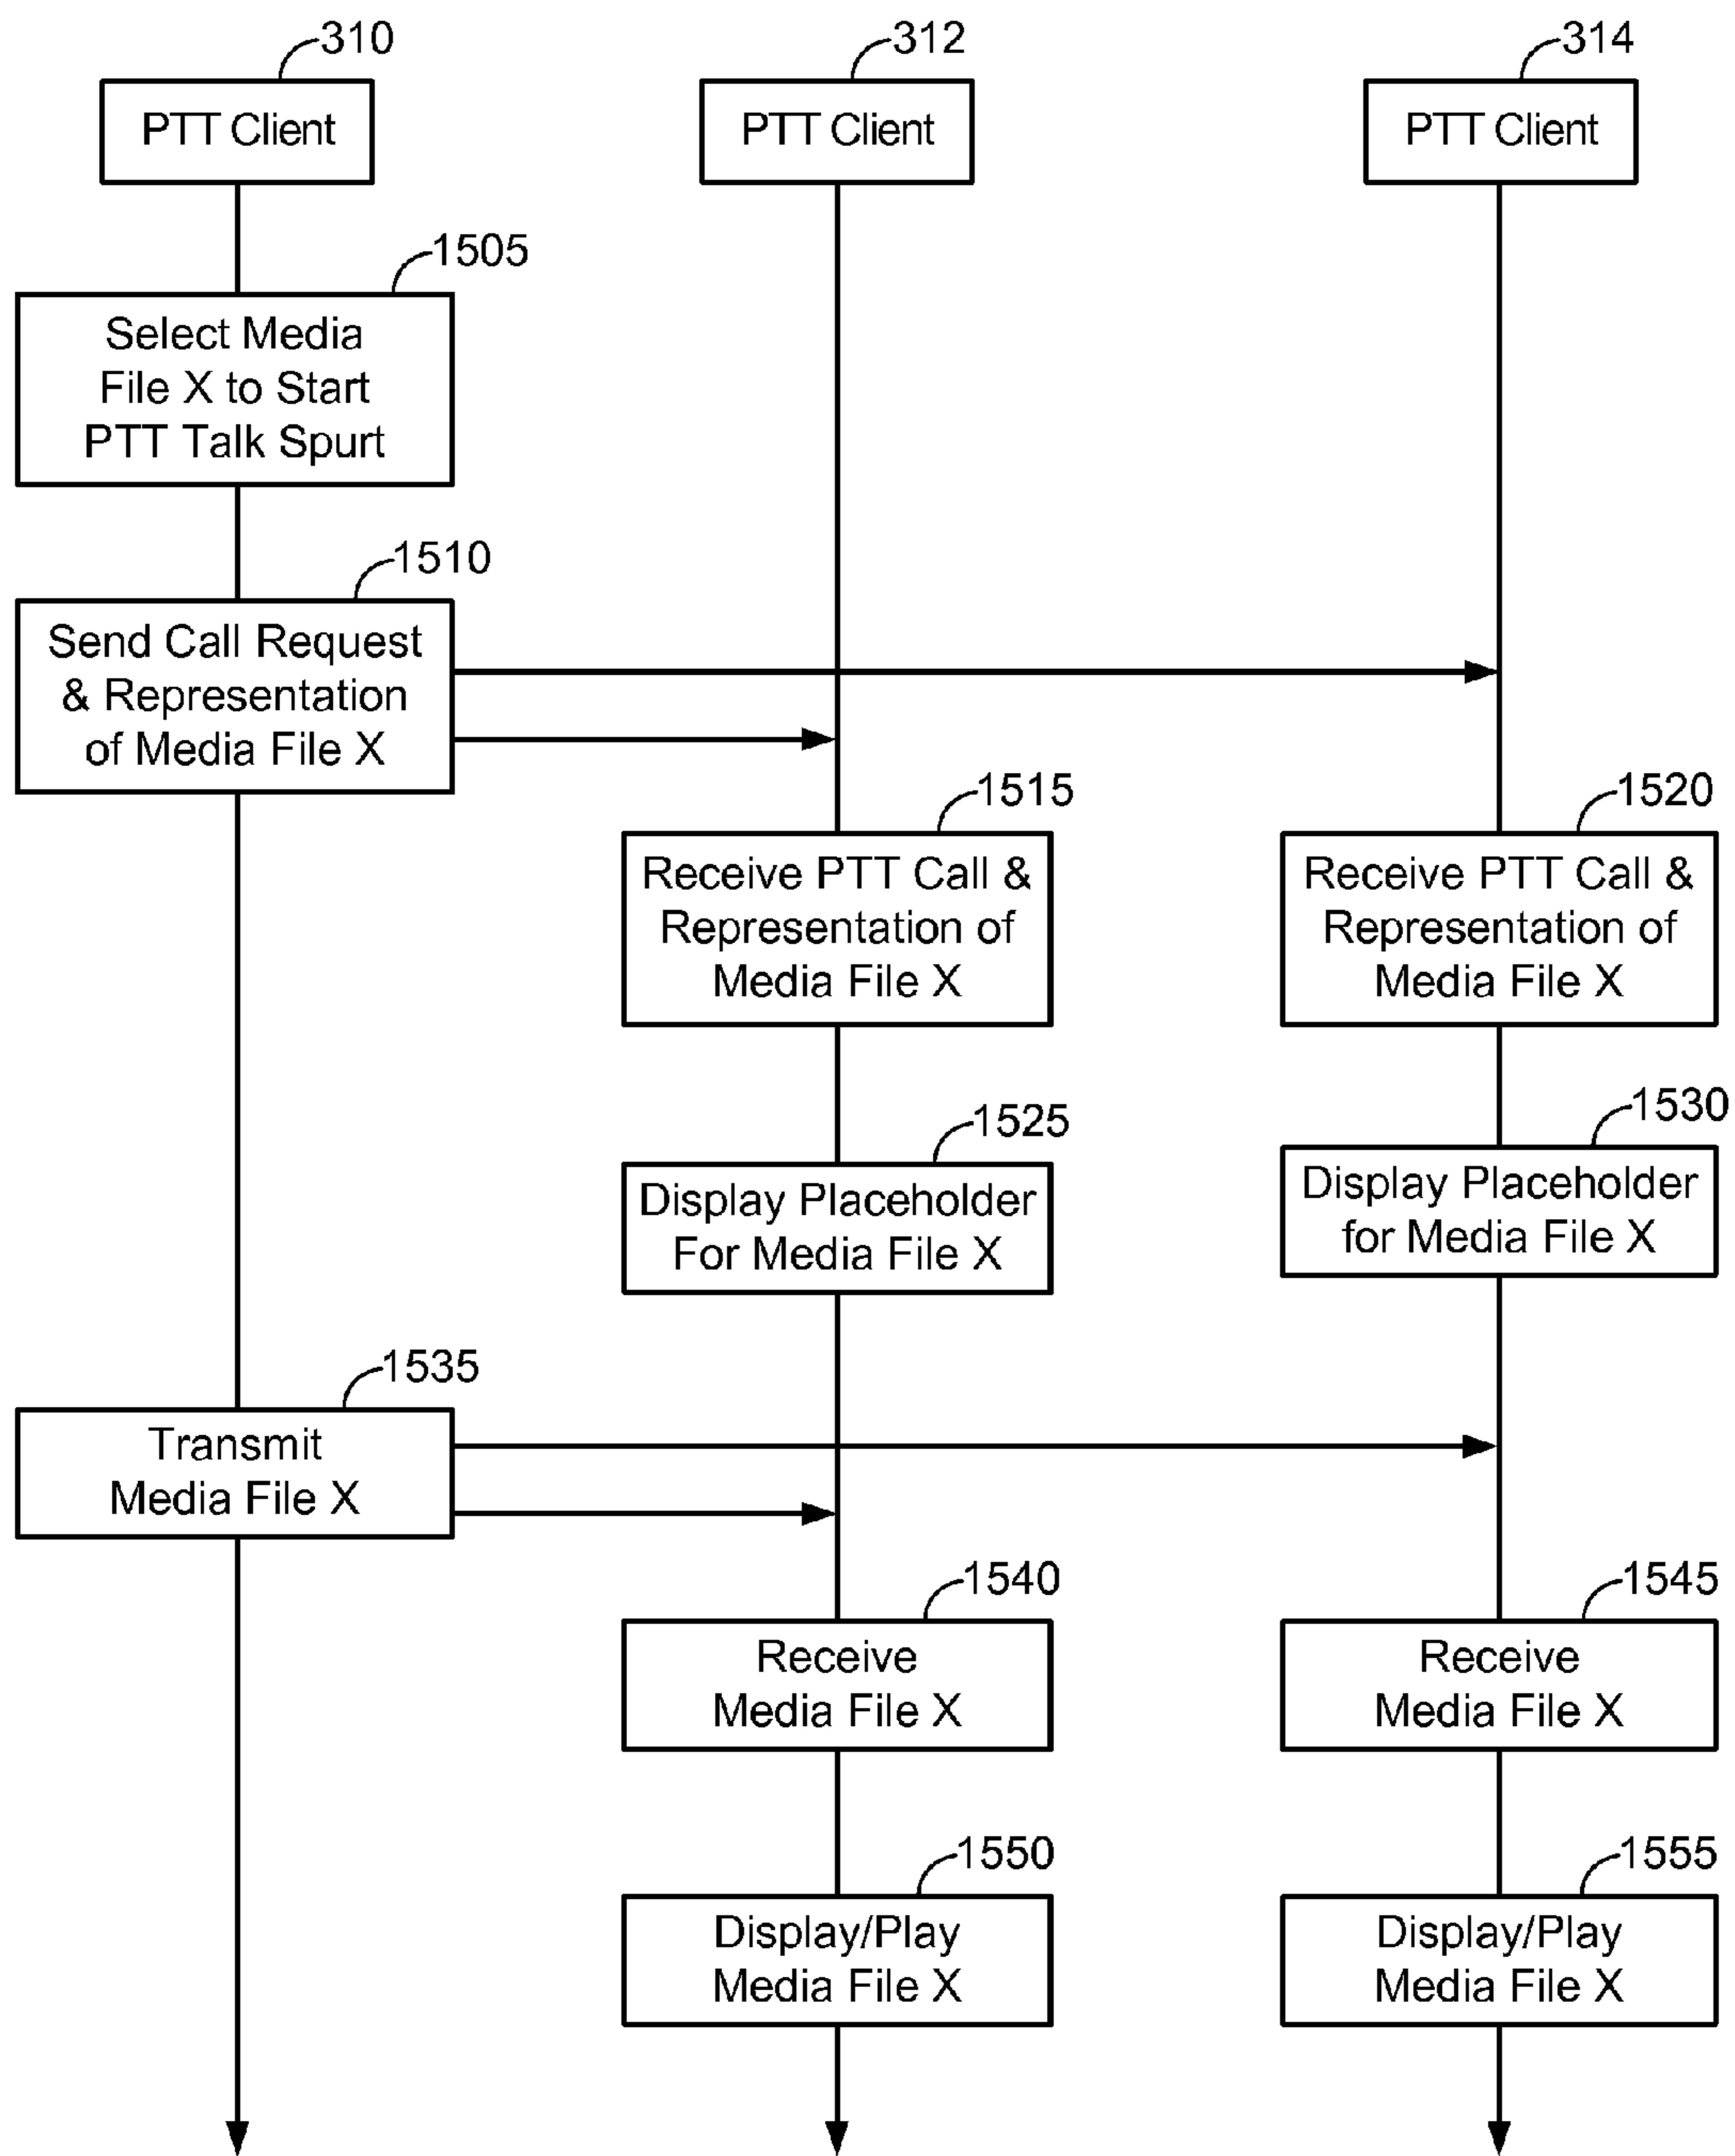 310
312
314
PTT Client
PTT Client
PTT Client
1505
Select Media
File X to Start
PTT Talk Spurt
1510
Send Call Request
& Representation
of Media File X
1515
Receive PTT Call &
Representation of
Media File X
1520
Receive PTT Call &
Representation of
Media File X
1525
Display Placeholder
For Media File X
1530
Display Placeholder
for Media File X
1535
Transmit
Media File X
1540
Receive
Media File X
1545
Receive
Media File X
1550
Display/Play
Media File X
1555
Display/Play
Media File X